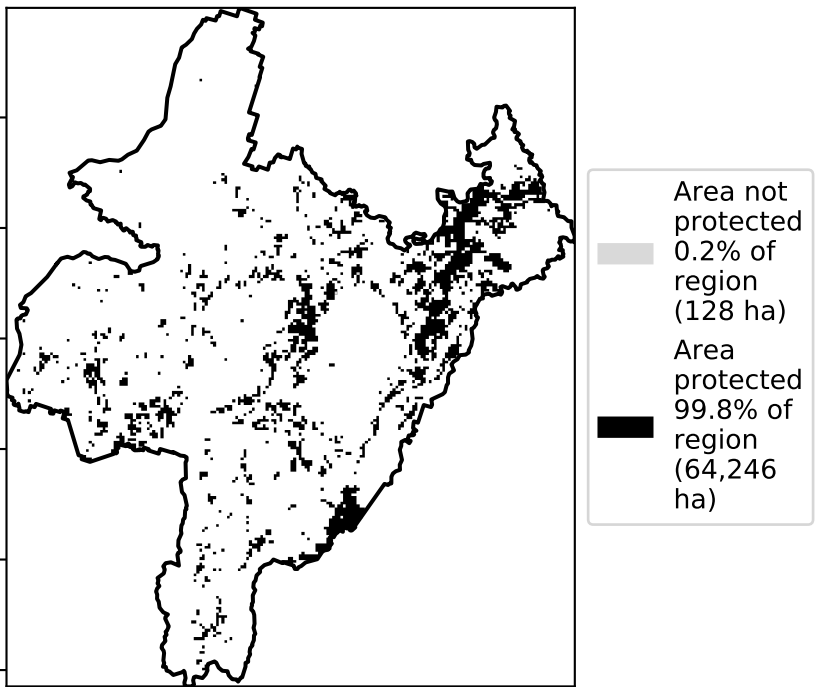 Area not
protected
0.2% of
region
(128 ha)
Area
protected
99.8% of
region
(64,246
ha)